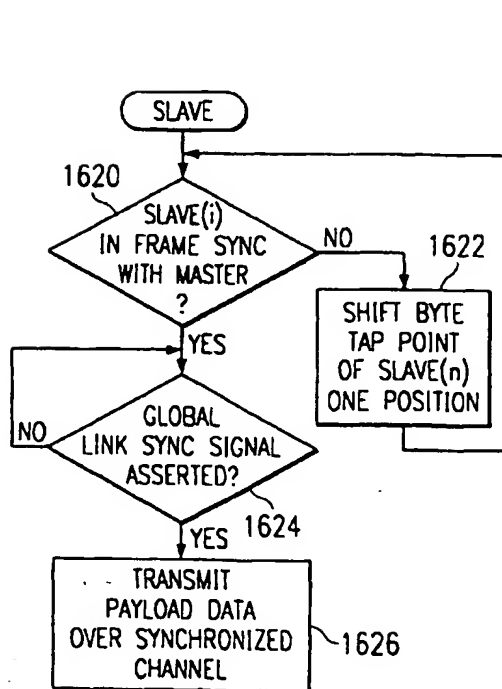 SLAVE
1620
SLAVE(i)
IN FRAME SYNC
WITH MASTER
?
NO
1622
SHIFT BYTE
TAP POINT
OF SLAVE(n)
ONE POSITION
YES
NO
GLOBAL
LINK SYNC SIGNAL
ASSERTED?
1624
YES
TRANSMIT
PAYLOAD DATA
OVER SYNCHRONIZED
CHANNEL
1626